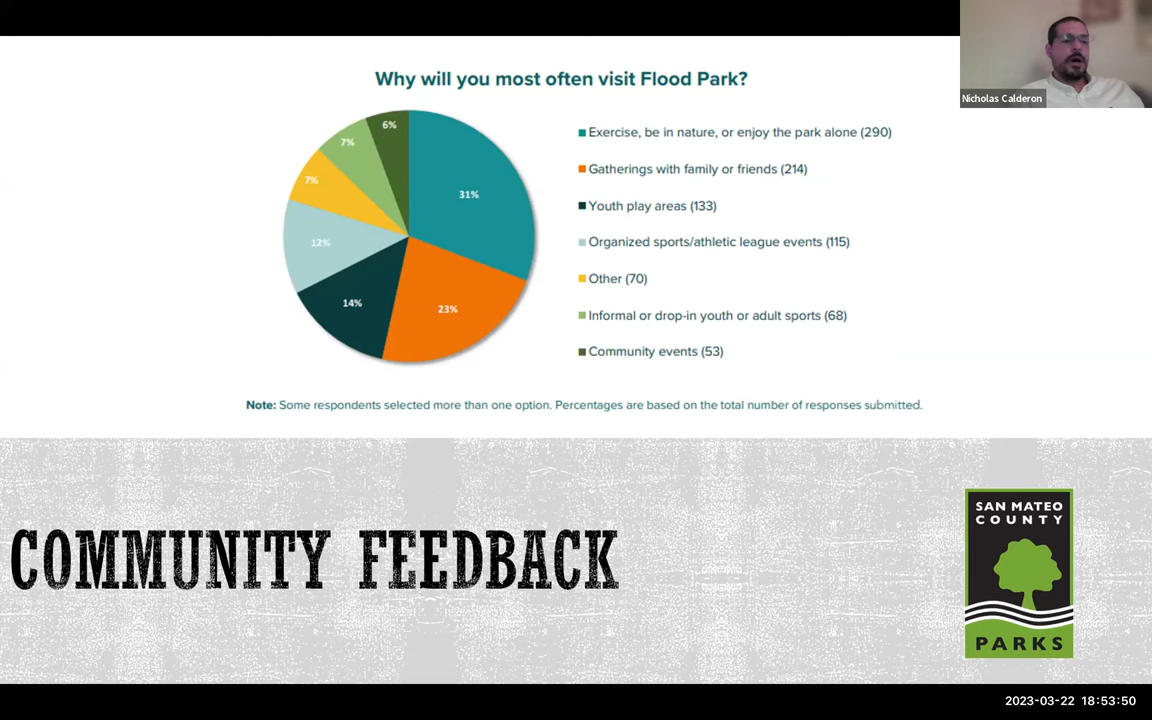 Why will you most often visit Flood Park?
Nicholas Calderon
6%
7%
7%
31%
12%
14%
23%
Exercise, be in nature, or enjoy the park alone (290)
Gatherings with family or friends (214)
Youth play areas (133)
Organized sports/athletic league events (115)
Other (70)
Informal or drop-in youth or adult sports (68)
Community events (53)
Note: Some respondents selected more than one option. Percentages are based on the total number of responses submitted.
COMMUNITY FEEDBACK
SAN MATEO
COUNTY
PARKS
2023-03-22 18:53:50